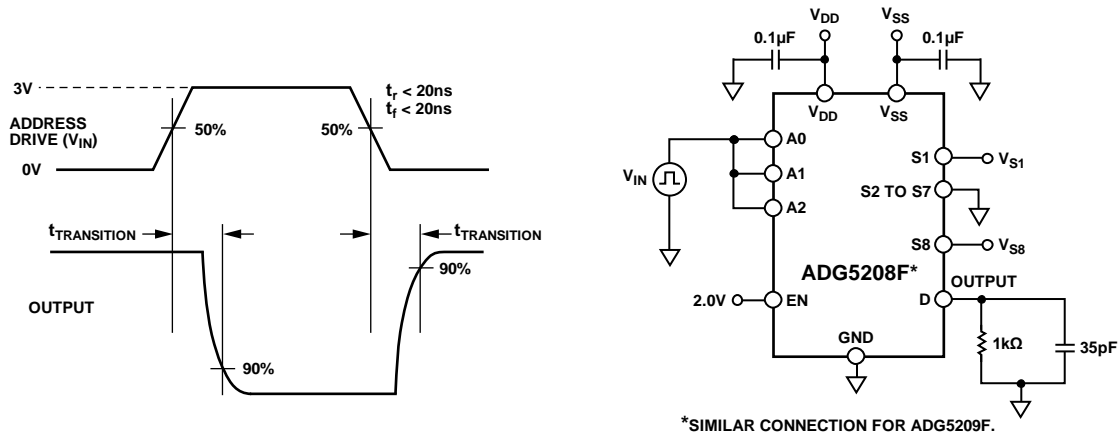 3V
ADDRESS
DRIVE (VIN)
0V
50%
50%
tr < 20ns
tf < 20ns
tTRANSITION
tTRANSITION
90%
OUTPUT
90%
VDD
VSS
0.1µF
0.1µF
VDD
VSS
A0
A1
A2
VIN
S1
VS1
S2 TO S7
S8
VS8
ADG5208F*
OUTPUT
2.0V
EN
D
GND
1kΩ
35pF
*SIMILAR CONNECTION FOR ADG5209F.